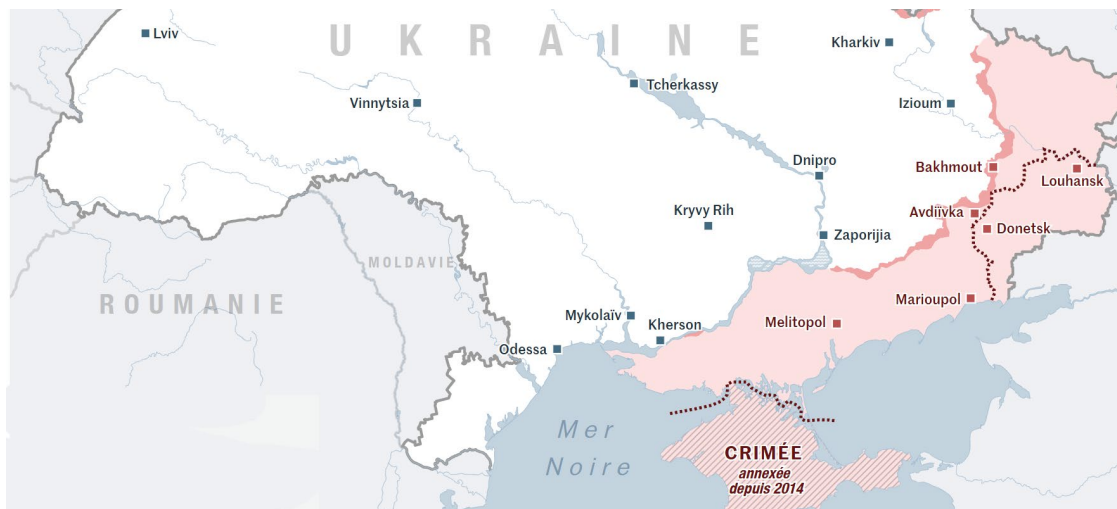 UKRAINE
Lviv
Kharkiv
Tcherkassy
Vinnytsia
Izioum
Dnipro
Bakhmout
Louhansk
Kryvy Rih
Avdiïvka
Donetsk
Zaporijia
MOLDAVIE
ROUMANIE
Marioupol
Mykolaïv
Kherson
Melitopol
Odessa
Mer
Noire
CRIMÉE
annexée
depuis 2014